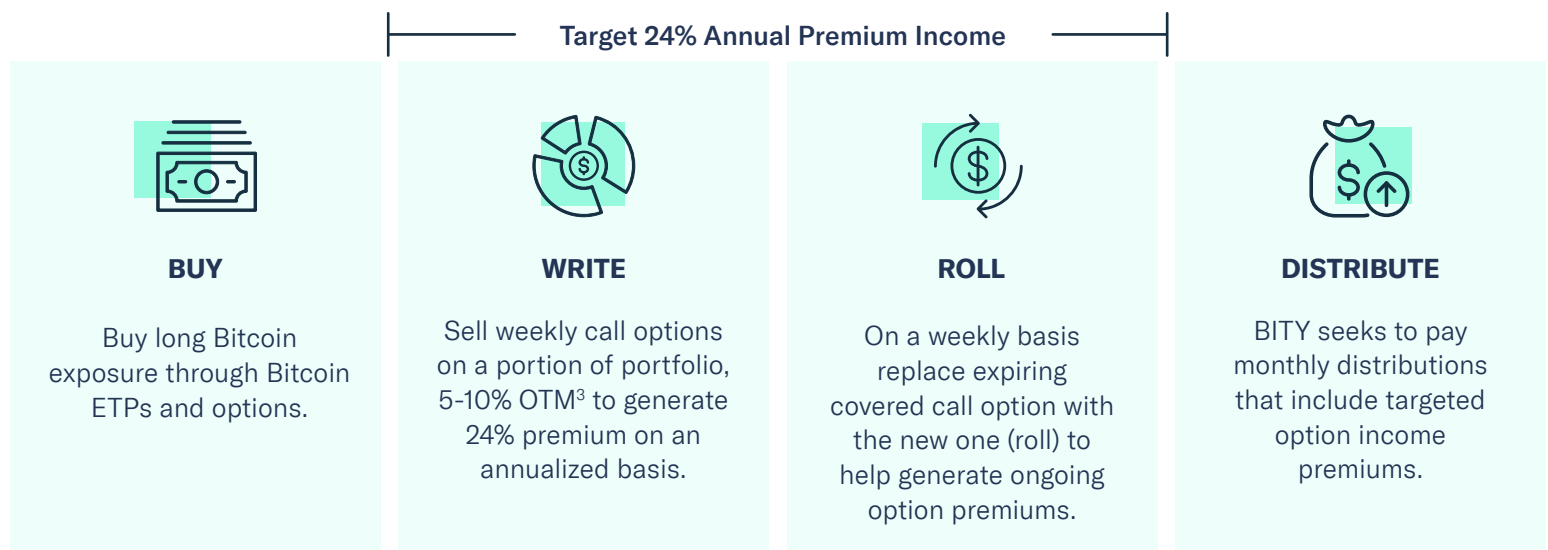 Target 24% Annual Premium Income
BUY
Buy long Bitcoin
exposure through Bitcoin
ETPs and options.
WRITE
Sell weekly call options
on a portion of portfolio,
5-10% OTM³ to generate
24% premium on an
annualized basis.
ROLL
On a weekly basis
replace expiring
covered call option with
the new one (roll) to
help generate ongoing
option premiums.
DISTRIBUTE
BITY seeks to pay
monthly distributions
that include targeted
option income
premiums.